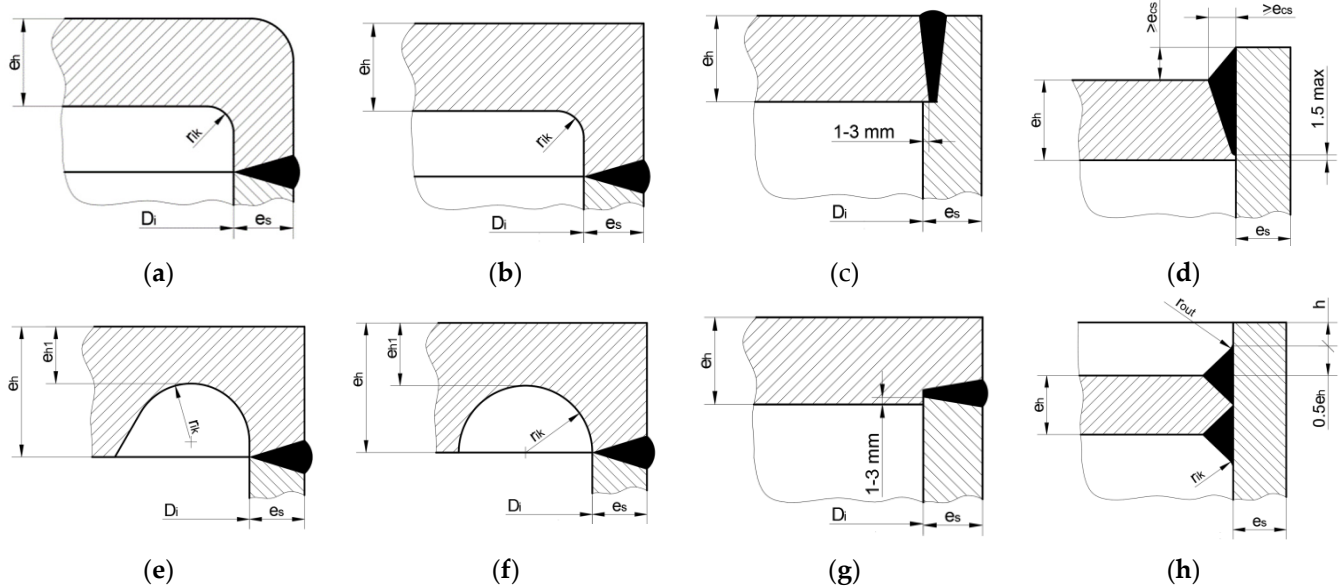 eh
rik
Di
es
(a)
eh
rik
Di
es
(b)
eh
1-3 mm
Di
es
(c)
>ecs
>ecs
eh
1.5 max
es
(d)
eh
eh1
rik
Di
es
(e)
eh
eh1
rik
Di
es
(f)
eh
1-3 mm
Di
es
(g)
rout
h
eh
0.5eh
rik
es
(h)